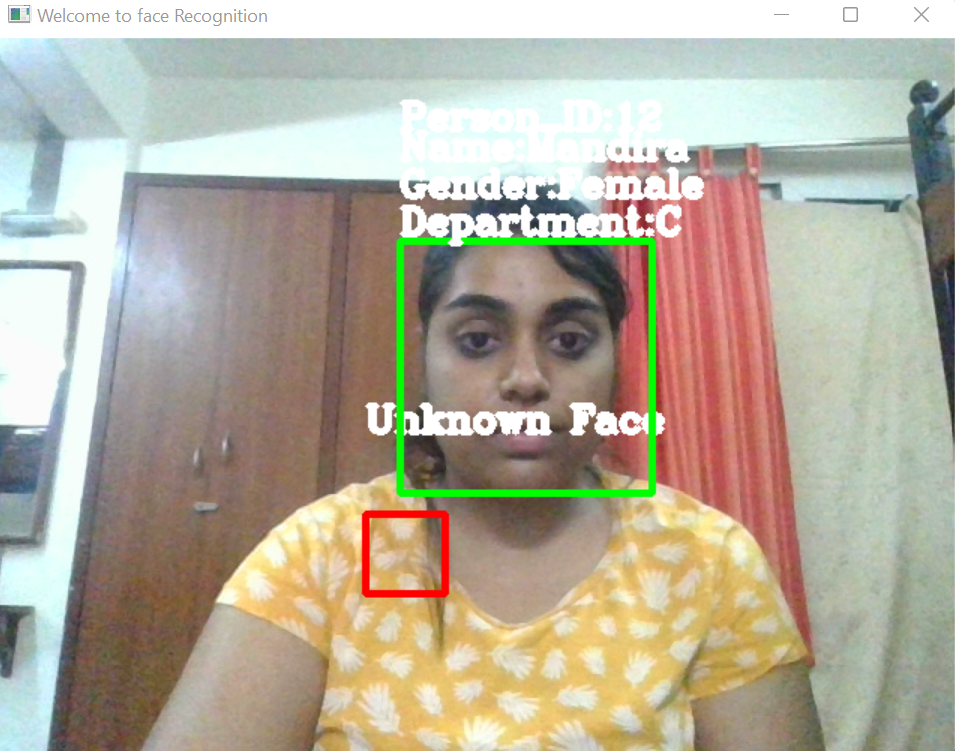 Welcome to face Recognition
Person_ID:12
Name:Mandira
Gender:Female
Department:C
Unknown Face